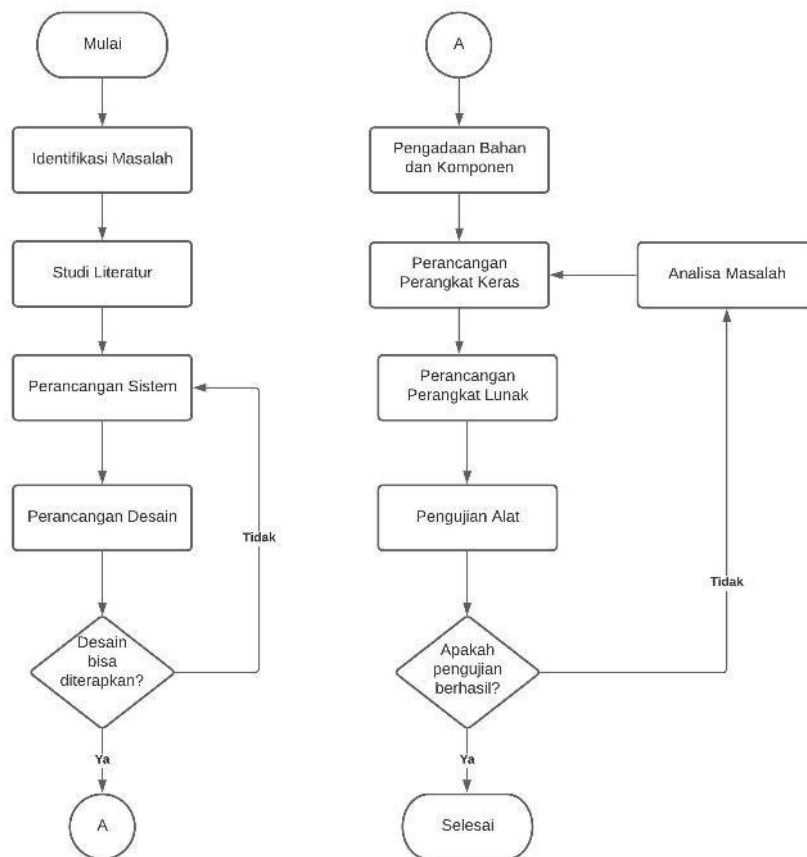 Mulai
Identifikasi Masalah
Studi Literatur
Perancangan Sistem
Perancangan Desain
Tidak
Desain
bisa
diterapkan?
Ya
A
A
Pengadaan Bahan
dan Komponen
Perancangan
Perangkat Keras
Analisa Masalah
Perancangan
Perangkat Lunak
Pengujian Alat
Tidak
Apakah
pengujian
berhasil?
Ya
Selesai